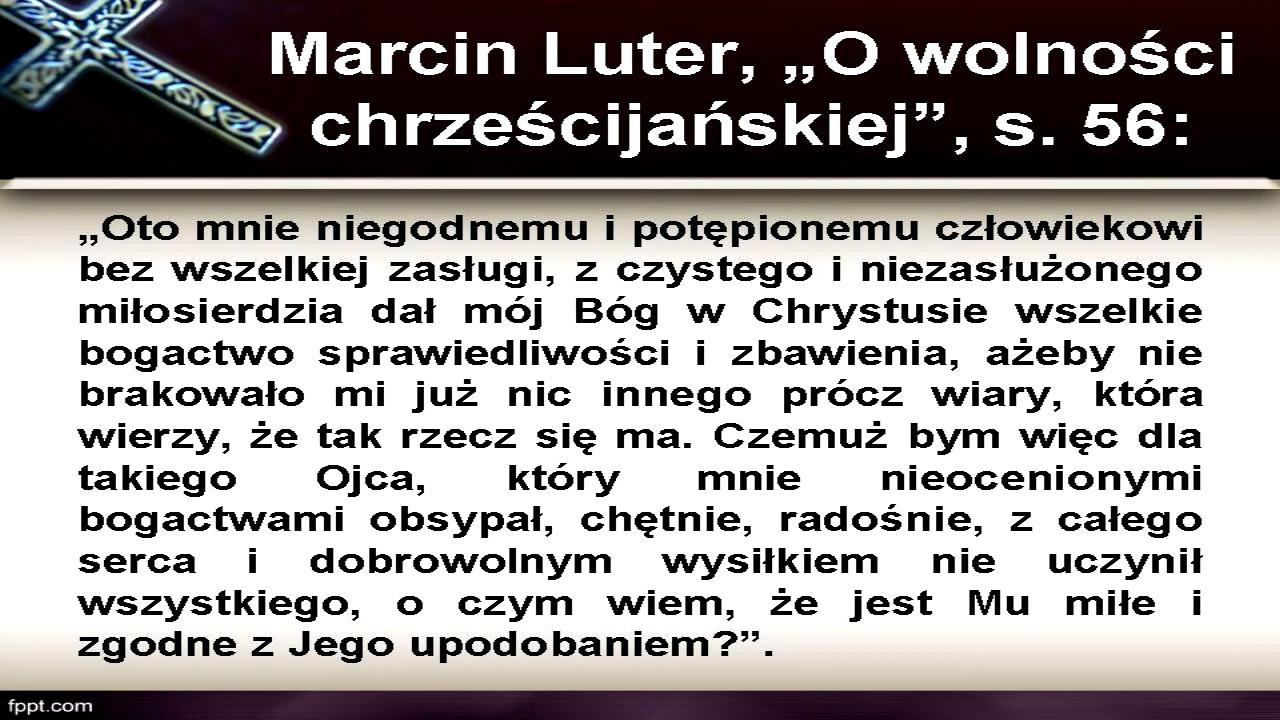 Marcin Luter, „O wolności
chrześcijańskiej”, s. 56:
„Oto mnie niegodnemu i potępionemu człowiekowi
bez wszelkiej zasługi, z czystego i niezasłużonego
miłosierdzia dał mój Bóg w Chrystusie wszelkie
bogactwo sprawiedliwości i zbawienia, ażeby nie
brakowało mi już nic innego prócz wiary, która
wierzy, że tak rzecz się ma. Czemuż bym więc dla
takiego Ojca, który mnie nieocenionymi
bogactwami obsypał, chętnie, radośnie, z całego
serca i dobrowolnym wysiłkiem nie uczynił
wszystkiego, o czym wiem, że jest Mu miłe i
zgodne z Jego upodobaniem?”.
fppt.com